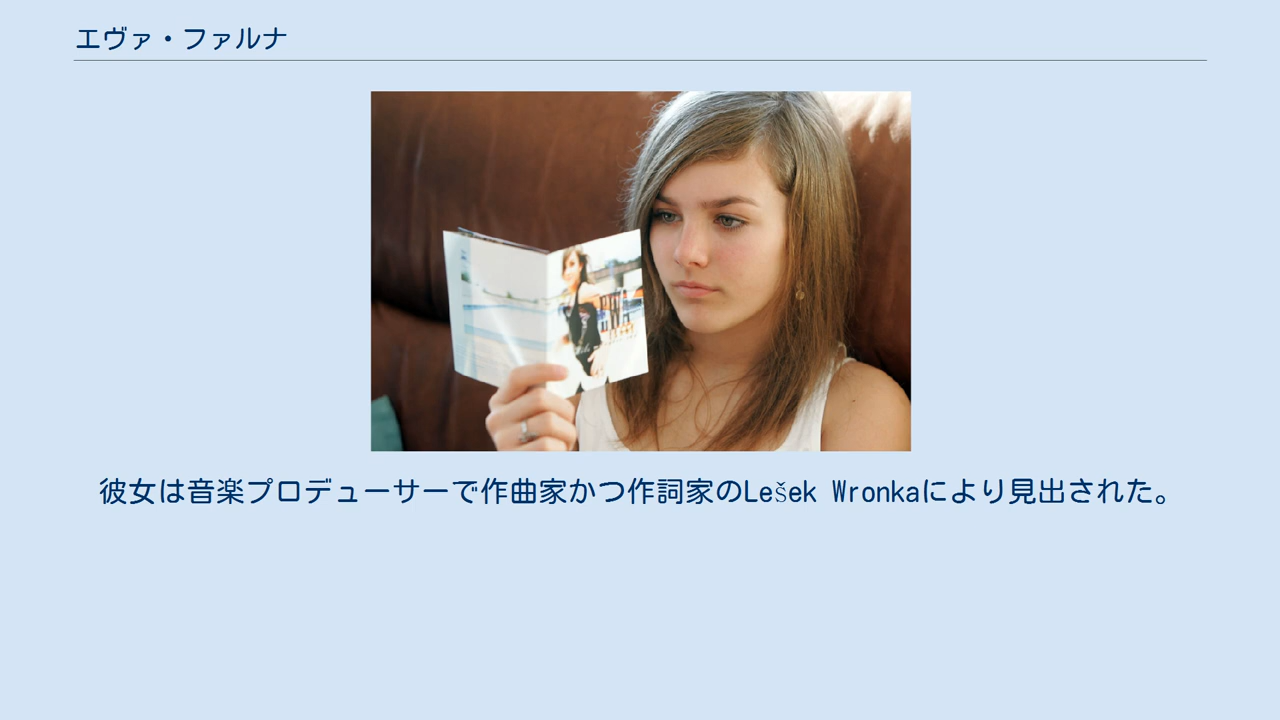 エヴァ・ファルナ
EWA
彼女は音楽プロデューサーで作曲家かつ作詞家のLešek Wronkaにより見出された。